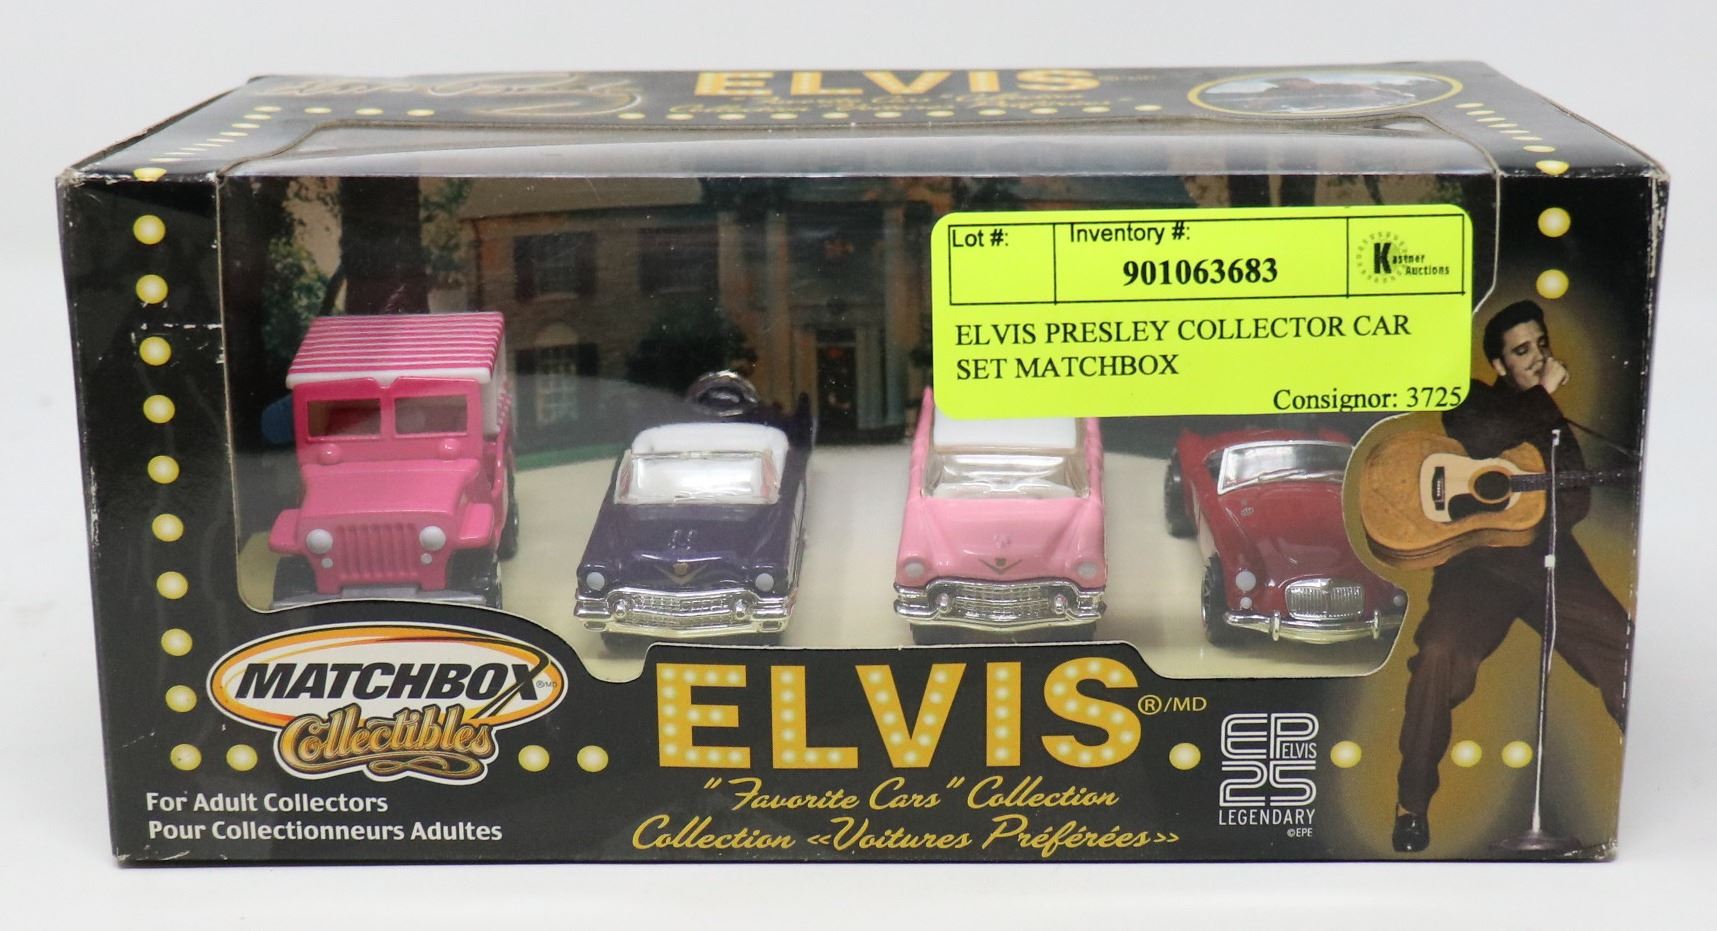 ELVIS
Lot #:
Inventory #:
901063683
Kastner
Auctions
ELVIS PRESLEY COLLECTOR CAR
SET MATCHBOX
Consignor: 3725
MATCHBOX ®/MD
Collectibles
For Adult Collectors
Pour Collectionneurs Adultes
ELVIS ®/MD
"Favorite Cars" Collection
Collection «Voitures Préférées»
EP
ELVIS
25
LEGENDARY
©EPE